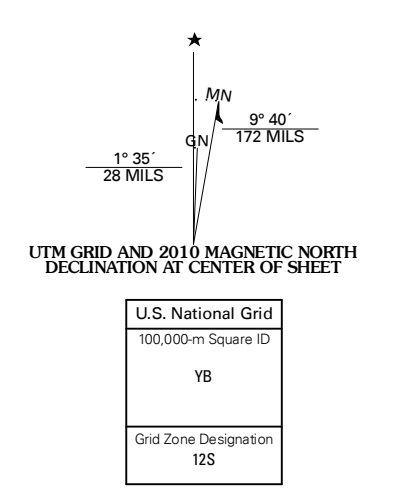 ★
MN
9° 40´
172 MILS
GN
1° 35´
28 MILS
UTM GRID AND 2010 MAGNETIC NORTH
DECLINATION AT CENTER OF SHEET
U.S. National Grid
100,000-m Square ID
YB
Grid Zone Designation
12S